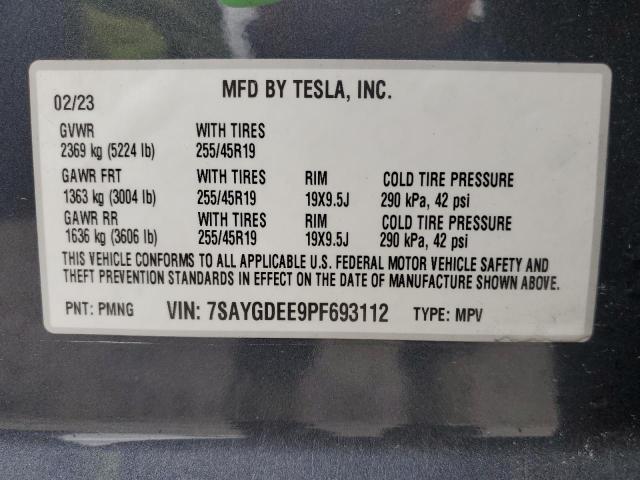 MFD BY TESLA, INC.
02/23
GVWR WITH TIRES
2369 kg (5224 lb) 255/45R19
GAWR FRT WITH TIRES RIM COLD TIRE PRESSURE
1363 kg (3004 lb) 255/45R19 19X9.5J 290 kPa, 42 psi
GAWR RR WITH TIRES RIM COLD TIRE PRESSURE
1636 kg (3606 lb) 255/45R19 19X9.5J 290 kPa, 42 psi
THIS VEHICLE CONFORMS TO ALL APPLICABLE U.S. FEDERAL MOTOR VEHICLE SAFETY AND
THEFT PREVENTION STANDARDS IN EFFECT ON THE DATE OF MANUFACTURE SHOWN ABOVE.
PNT: PMNG VIN: 7SAYGDEE9PF693112 TYPE: MPV